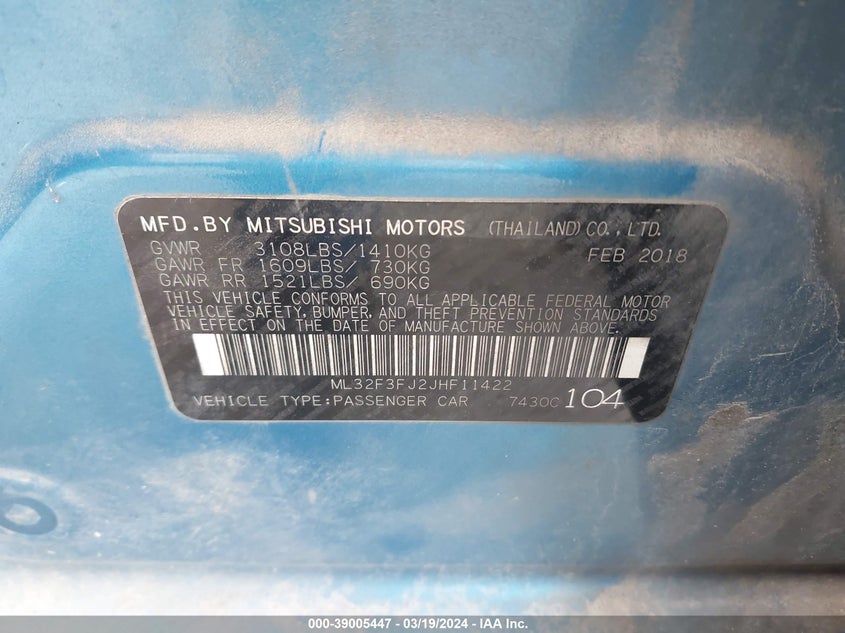 MFD.BY MITSUBISHI MOTORS (THAILAND) CO., LTD.
GVWR 3108LBS/1410KG FEB 2018
GAWR FR 1609LBS/ 730KG
GAWR RR 1521LBS/ 690KG
THIS VEHICLE CONFORMS TO ALL APPLICABLE FEDERAL MOTOR
VEHICLE SAFETY, BUMPER, AND THEFT PREVENTION STANDARDS
IN EFFECT ON THE DATE OF MANUFACTURE SHOWN ABOVE.
ML32F3FJ2JHF11422
VEHICLE TYPE:PASSENGER CAR 7430C 104
000-39005447 - 03/19/2024 - IAA Inc.